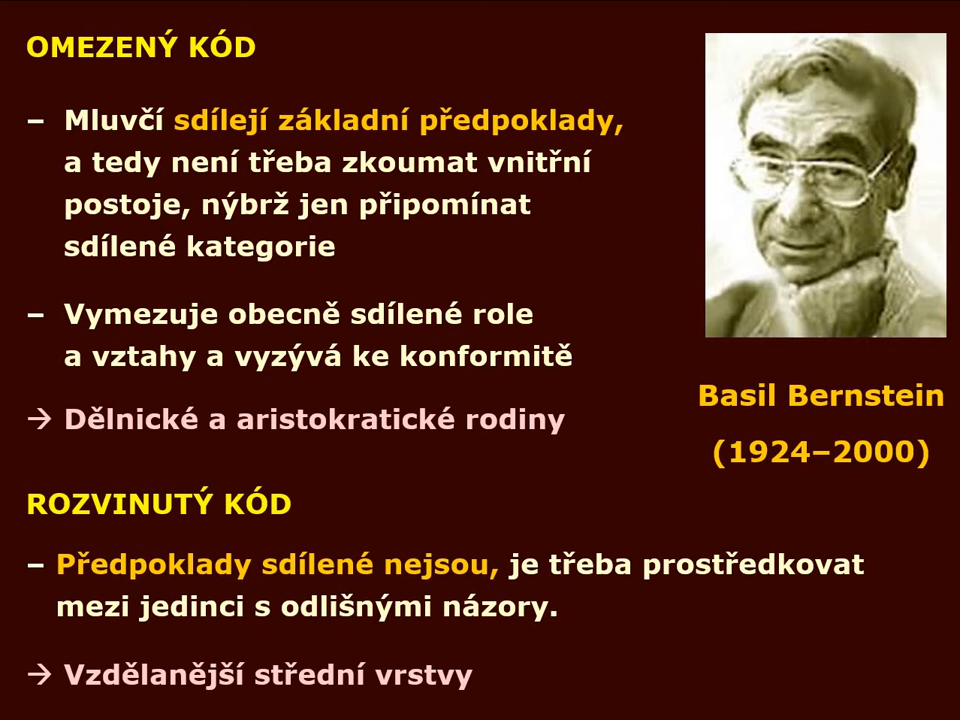 OMEZENÝ KÓD
– Mluvčí sdílejí základní předpoklady,
a tedy není třeba zkoumat vnitřní
postoje, nýbrž jen připomínat
sdílené kategorie
– Vymezuje obecně sdílené role
a vztahy a vyzývá ke konformitě
→ Dělnické a aristokratické rodiny
Basil Bernstein
(1924–2000)
ROZVINUTÝ KÓD
– Předpoklady sdílené nejsou, je třeba prostředkovat
mezi jedinci s odlišnými názory.
→ Vzdělanější střední vrstvy